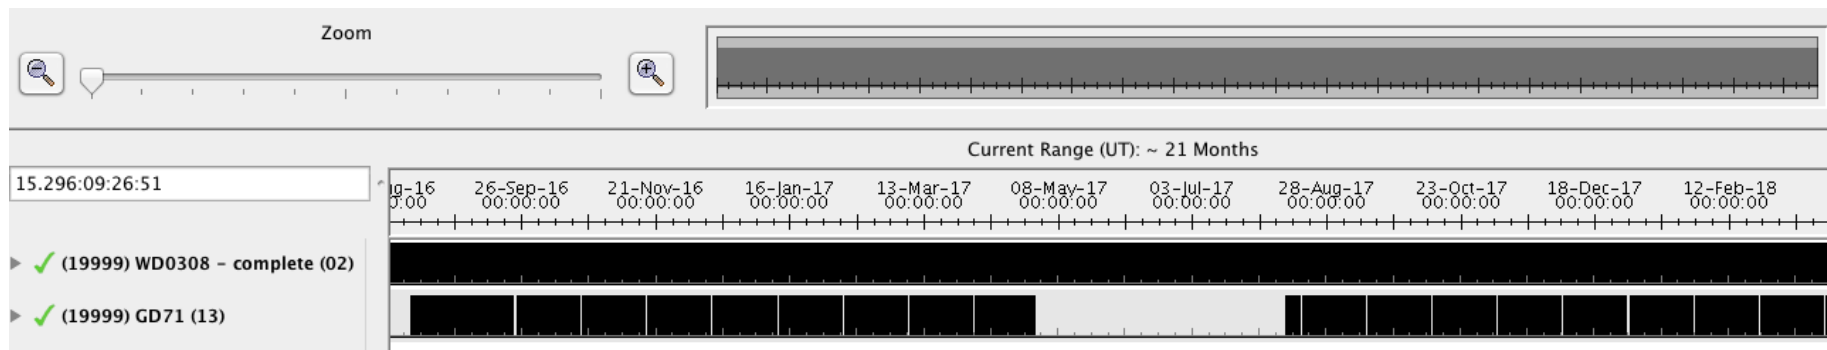 Zoom
Current Range (UT): ~ 21 Months
15.296:09:26:51
26-Sep-16 21-Nov-16 16-Jan-17 13-Mar-17 08-May-17 03-Jul-17 28-Aug-17 23-Oct-17 18-Dec-17 12-Feb-18
00:00:00 00:00:00 00:00:00 00:00:00 00:00:00 00:00:00 00:00:00 00:00:00 00:00:00 00:00:00
(19999) WD0308 - complete (02)
(19999) GD71 (13)